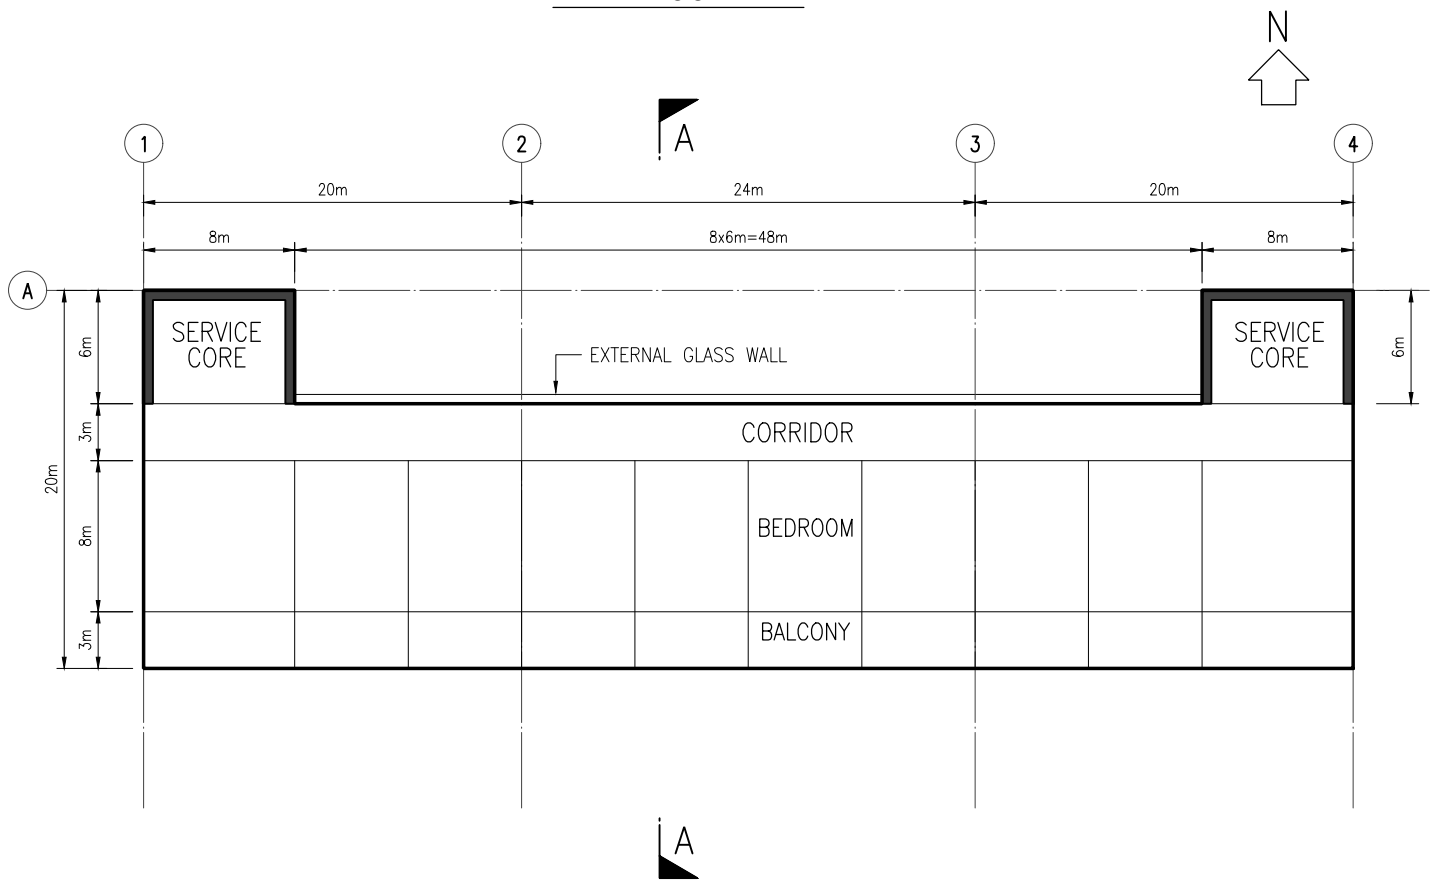 N
A
1
2
3
4
20m
24m
20m
8m
8x6m=48m
8m
A
SERVICE
CORE
SERVICE
CORE
6m
6m
EXTERNAL GLASS WALL
3m
CORRIDOR
20m
8m
BEDROOM
3m
BALCONY
A